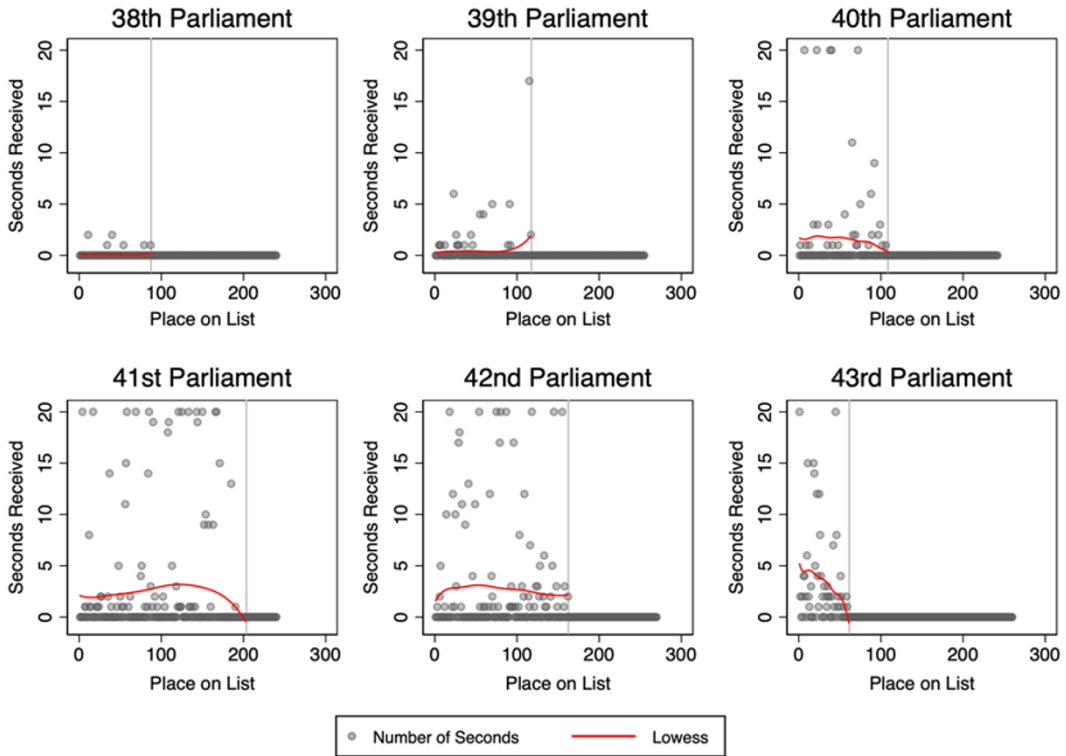 38th Parliament
39th Parliament
40th Parliament
Seconds Received
20
15
10
5
0
0
100
200
300
Place on List
Seconds Received
20
15
10
5
0
0
100
200
300
Place on List
Seconds Received
20
15
10
5
0
0
100
200
300
Place on List
41st Parliament
42nd Parliament
43rd Parliament
Seconds Received
20
15
10
5
0
0
100
200
300
Place on List
Seconds Received
20
15
10
5
0
0
100
200
300
Place on List
Seconds Received
20
15
10
5
0
0
100
200
300
Place on List
Number of Seconds
Lowess